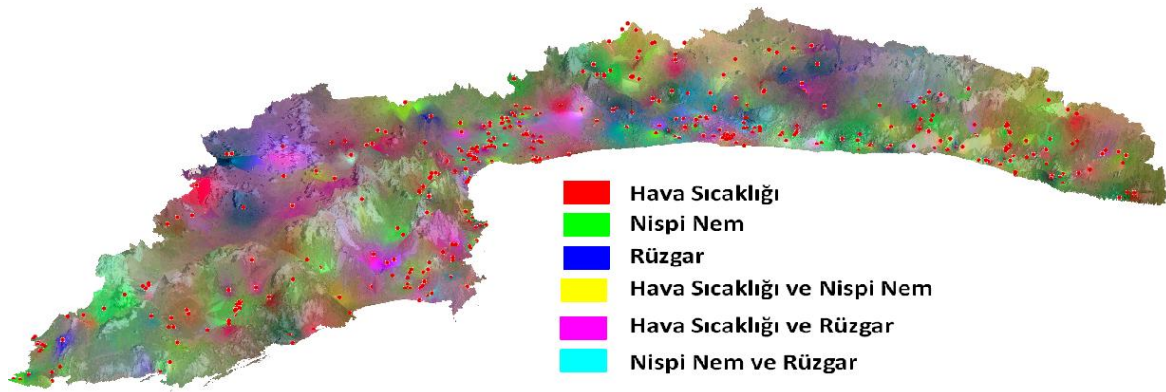 Hava Sıcaklığı
Nispi Nem
Rüzgar
Hava Sıcaklığı ve Nispi Nem
Hava Sıcaklığı ve Rüzgar
Nispi Nem ve Rüzgar